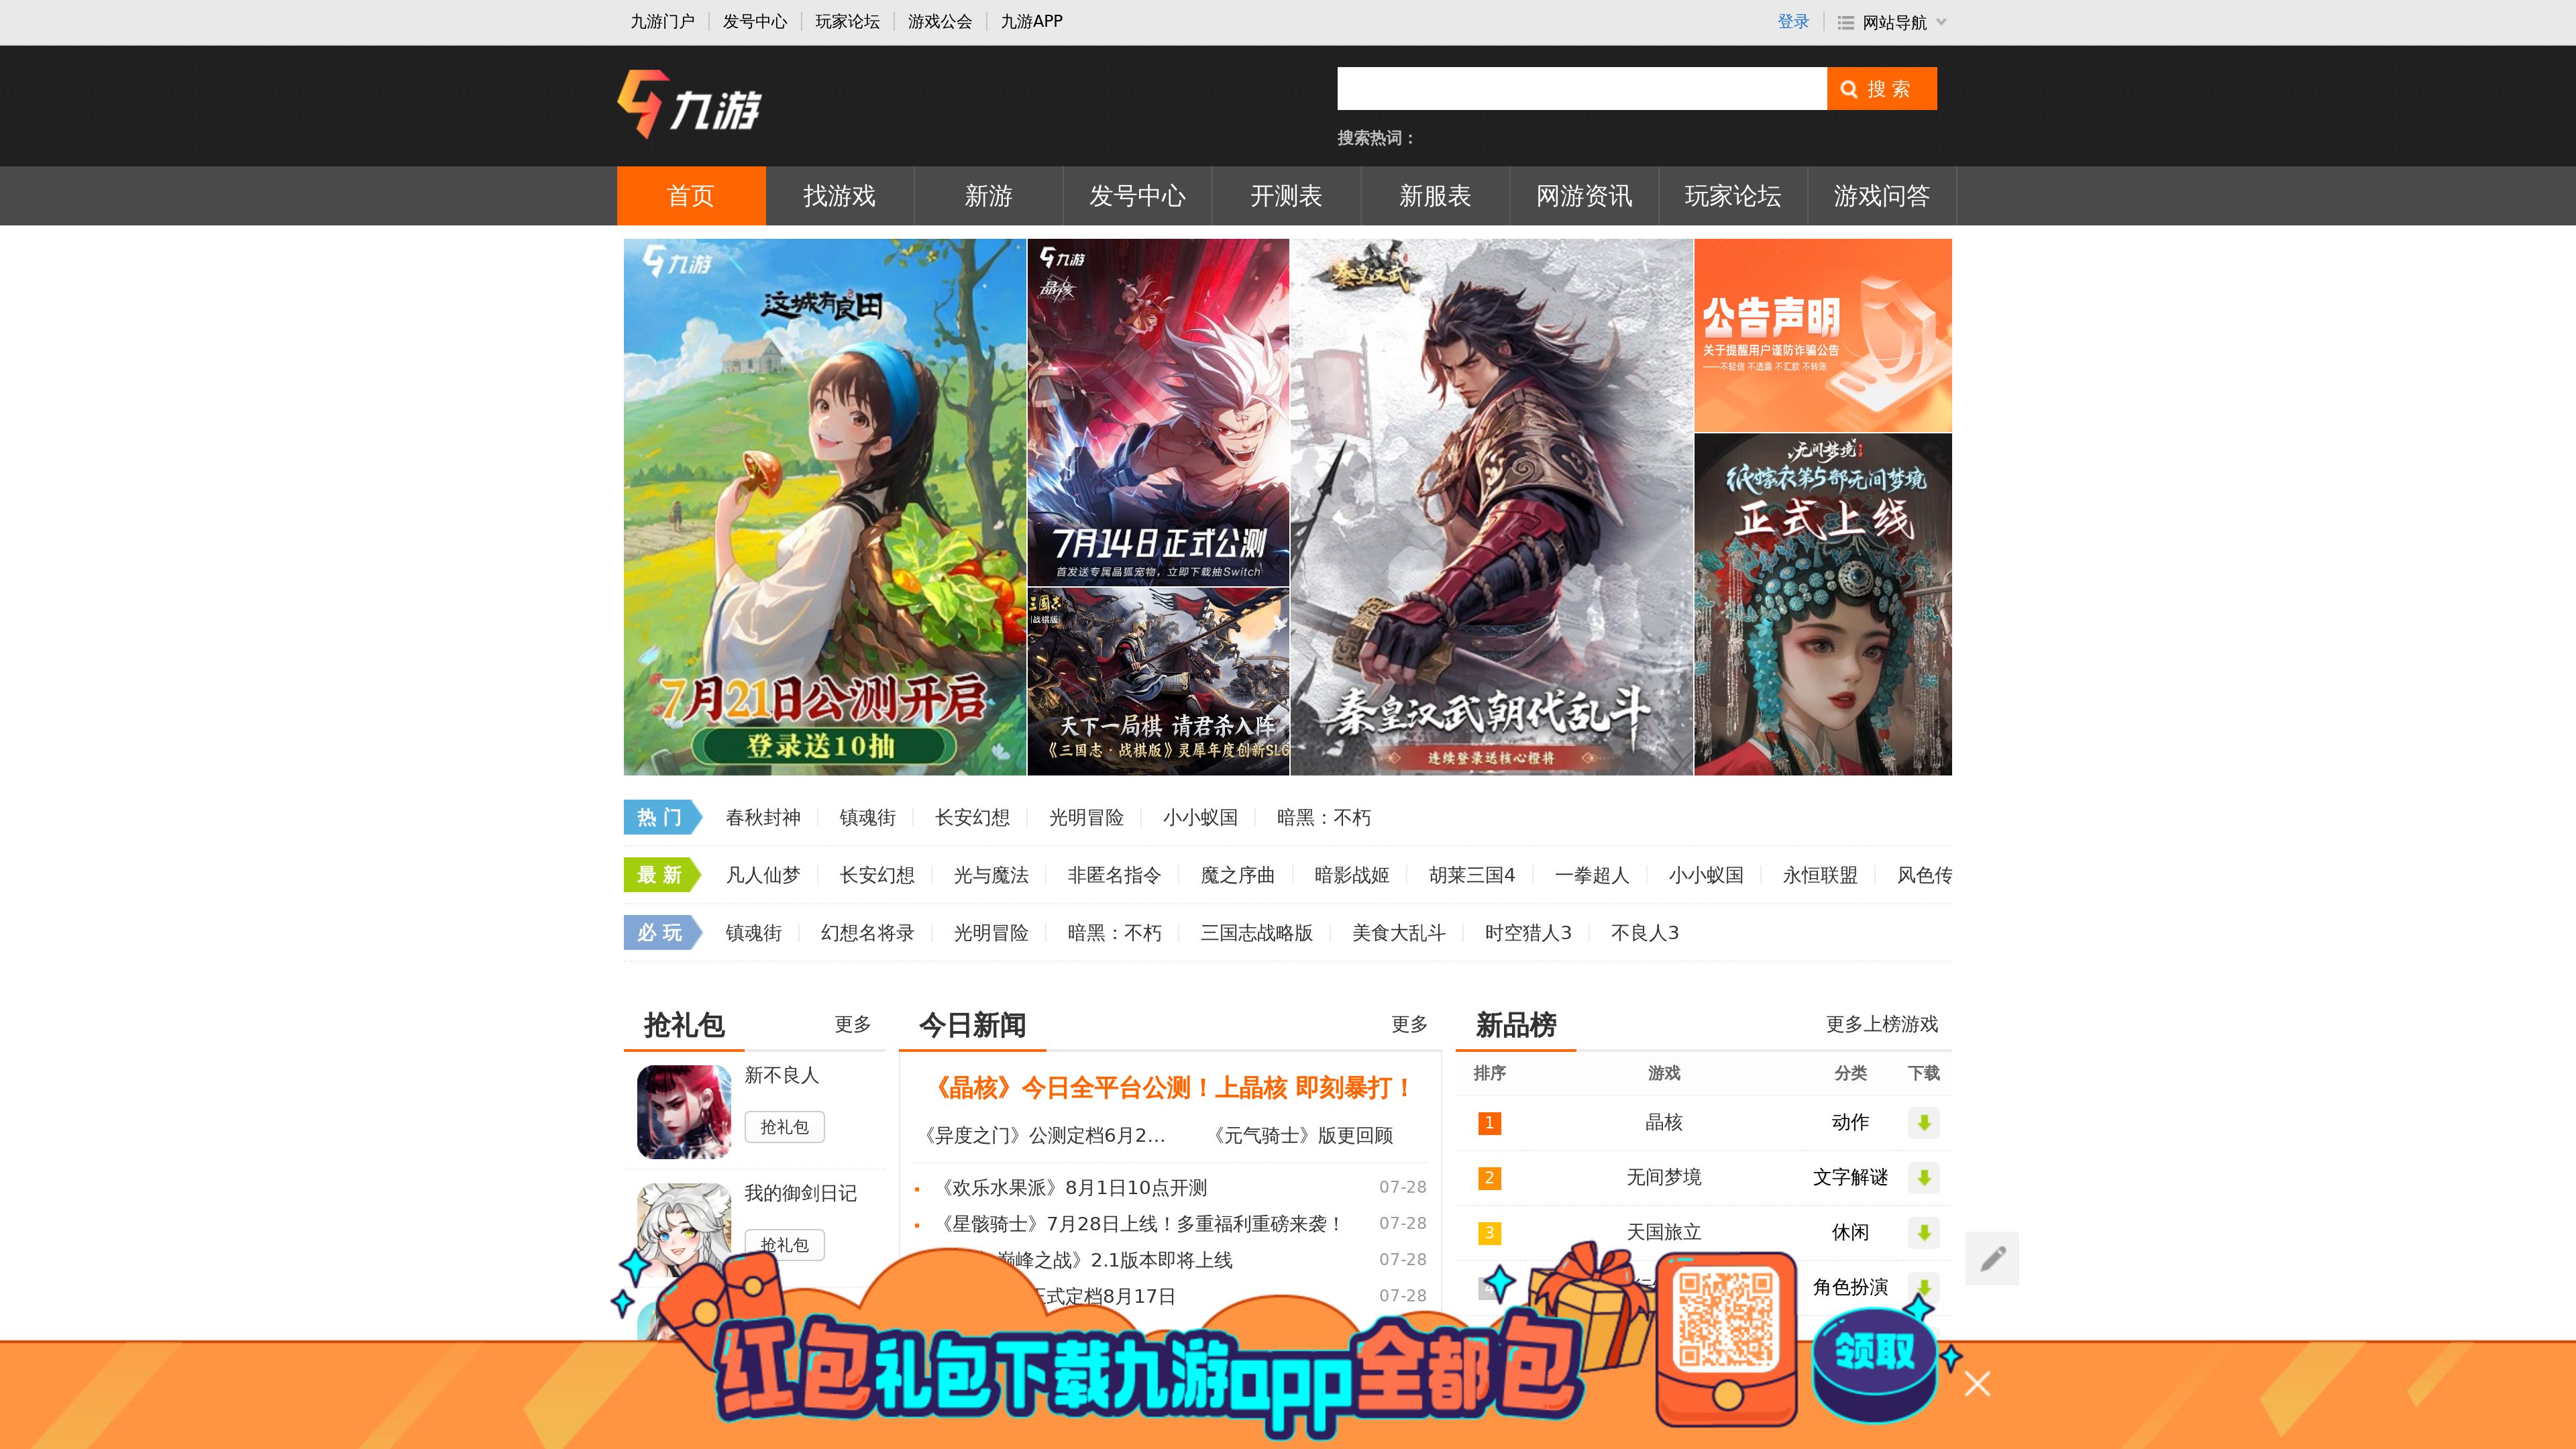 九游门户 发号中心 玩家论坛 游戏公会 九游APP 登录 网站导航
九游
搜 索
搜索热词：
首页 找游戏 新游 发号中心 开测表 新服表 网游资讯 玩家论坛 游戏问答
九游
这城有良田
7月21日公测开启
登录送10抽
九游
晶核
7月14日正式公测
首发送专属晶狐宠物，立即下载抽Switch
三国志
战棋版
天下一局棋 请君杀入阵
《三国志·战棋版》灵犀年度创新SLG
秦皇汉武
秦皇汉武朝代乱斗
连续登录送核心橙将
公告声明
关于提醒用户谨防诈骗公告
——不轻信 不透露 不汇款 不转账
无间梦境
纸嫁衣第5部无间梦境
正式上线
热 门 春秋封神 镇魂街 长安幻想 光明冒险 小小蚁国 暗黑：不朽
最 新 凡人仙梦 长安幻想 光与魔法 非匿名指令 魔之序曲 暗影战姬 胡莱三国4 一拳超人 小小蚁国 永恒联盟 风色传
必 玩 镇魂街 幻想名将录 光明冒险 暗黑：不朽 三国志战略版 美食大乱斗 时空猎人3 不良人3
抢礼包 更多
新不良人
抢礼包
我的御剑日记
抢礼包
今日新闻 更多
《晶核》今日全平台公测！上晶核 即刻暴打！
《异度之门》公测定档6月2... 《元气骑士》版更回顾
《欢乐水果派》8月1日10点开测 07-28
《星骸骑士》7月28日上线！多重福利重磅来袭！ 07-28
巅峰之战》2.1版本即将上线 07-28
正式定档8月17日 07-28
新品榜 更多上榜游戏
排序 游戏 分类 下载
1 晶核 动作
2 无间梦境 文字解谜
3 天国旅立 休闲
4 角色扮演
红包礼包下载九游app全都包
领取